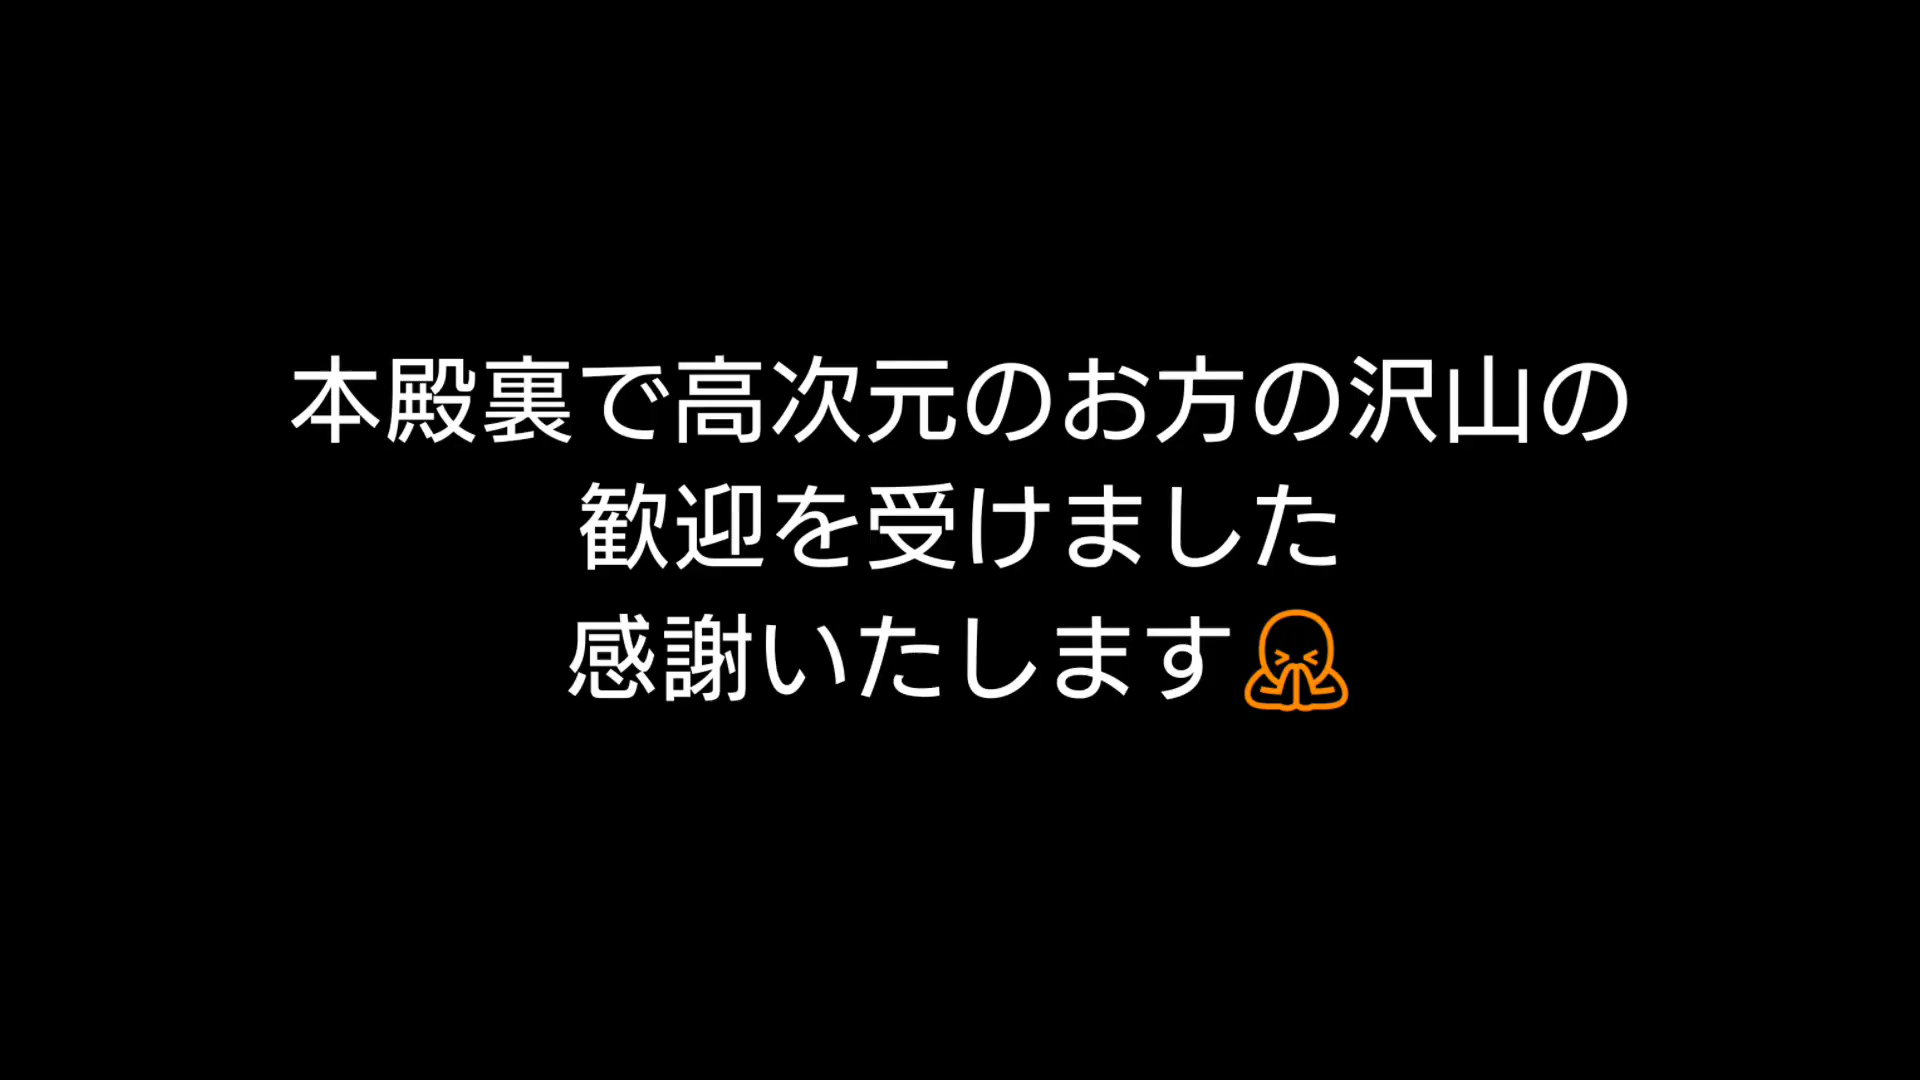 本殿裏で高次元のお方の沢山の
歓迎を受けました
感謝いたします🙏